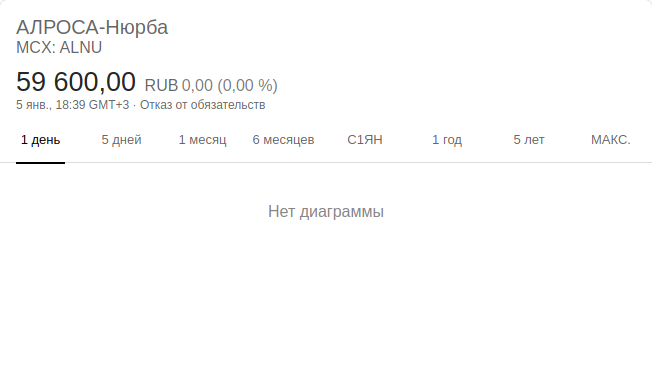 АЛРОСА-Нюрба
MCX: ALNU
59 600,00 RUB 0,00 (0,00 %)
5 янв., 18:39 GMT+3 · Отказ от обязательств
1 день 5 дней 1 месяц 6 месяцев С1ЯН 1 год 5 лет МАКС.
Нет диаграммы